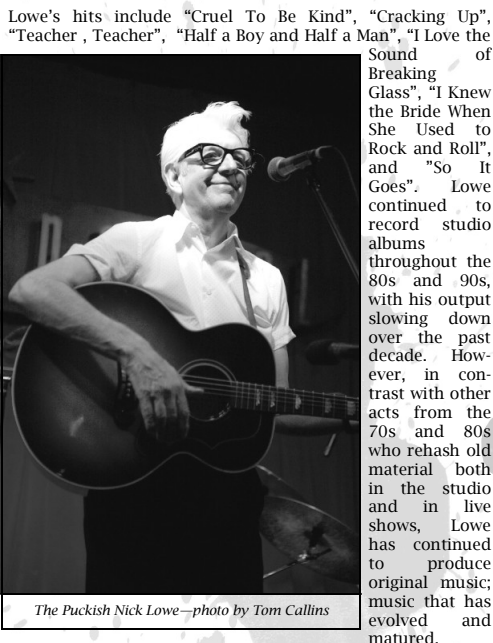 Lowe's hits include “Cruel To Be Kind”, “Cracking Up”,
“Teacher , Teacher”, “Half a Boy and Half a Man”, “I Love the
Sound of
Breaking
Glass”, “I Knew
the Bride When
She Used to
Rock and Roll”,
and ”So It
Goes”. Lowe
continued to
record studio
albums
throughout the
80s and 90s,
with his output
slowing down
over the past
decade. How-
ever, in con-
trast with other
acts from the
70s and 80s
who rehash old
material both
in the studio
and in live
shows, Lowe
has continued
to produce
original music;
music that has
evolved and
matured.
The Puckish Nick Lowe—photo by Tom Callins